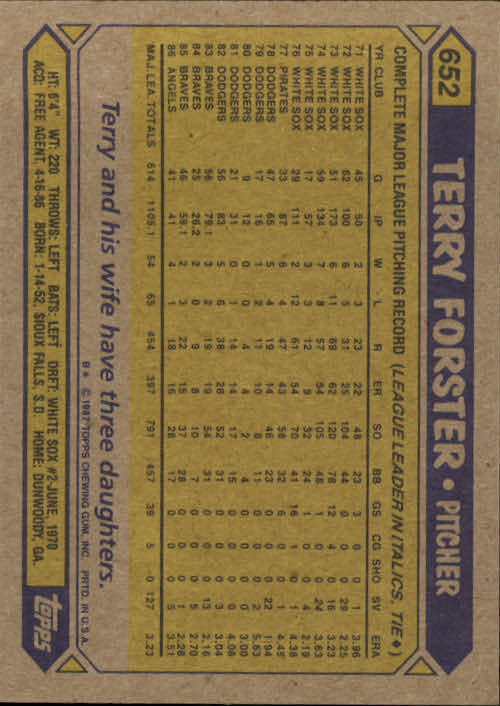 652
TERRY FORSTER • PITCHER
COMPLETE MAJOR LEAGUE PITCHING RECORD (LEAGUE LEADER IN ITALICS, TIE♦)
YR CLUB G IP W L R ER SO BB GS CG SHO SV ERA
71 WHITE SOX 45 50 2 3 23 22 48 23 3 0 0 1 3.96
72 WHITE SOX 62 100 6 5 31 25 104 44 0 0 0 29 2.25
73 WHITE SOX 51 173 6 11 69 62 120 78 12 4 0 16 3.23
74 WHITE SOX 59 134 7 8 57 54 105 48 1 0 0 24 3.63
75 WHITE SOX 17 37 3 3 12 9 32 24 1 0 0 4 2.19
76 WHITE SOX 29 111 2 12 61 54 70 41 16 1 0 1 4.38
77 PIRATES 33 87 6 4 47 43 58 32 6 0 0 1 4.45
78 DODGERS 47 65 5 4 19 14 46 23 0 0 0 22 1.94
79 DODGERS 17 16 1 2 11 10 8 11 0 0 0 2 5.63
80 DODGERS 9 12 0 0 4 4 2 4 0 0 0 0 3.00
81 DODGERS 21 31 0 1 14 14 17 15 0 0 0 0 4.06
82 DODGERS 56 83 5 6 38 28 52 31 0 0 0 3 3.04
83 BRAVES 56 79.1 3 2 19 19 54 31 0 0 0 13 2.16
84 BRAVES 25 26.2 2 0 9 8 10 7 0 0 0 5 2.70
85 BRAVES 46 59.1 2 3 22 15 37 28 0 0 0 1 2.28
86 ANGELS 41 41 4 1 18 16 28 17 0 0 0 5 3.51
MAJ. LEA. TOTALS 614 1105.1 54 65 454 397 791 457 39 5 0 127 3.23
Terry and his wife have three daughters.
B* © 1987 TOPPS CHEWING GUM, INC. PRTD. IN U.S.A.
HT: 6'4" WT: 220 THROWS: LEFT BATS: LEFT DRFT: WHITE SOX #2-JUNE, 1970
ACQ: FREE AGENT, 4-16-86 BORN: 1-14-52, SIOUX FALLS, S.D. HOME: DUNWOODY, GA.
TOPPS